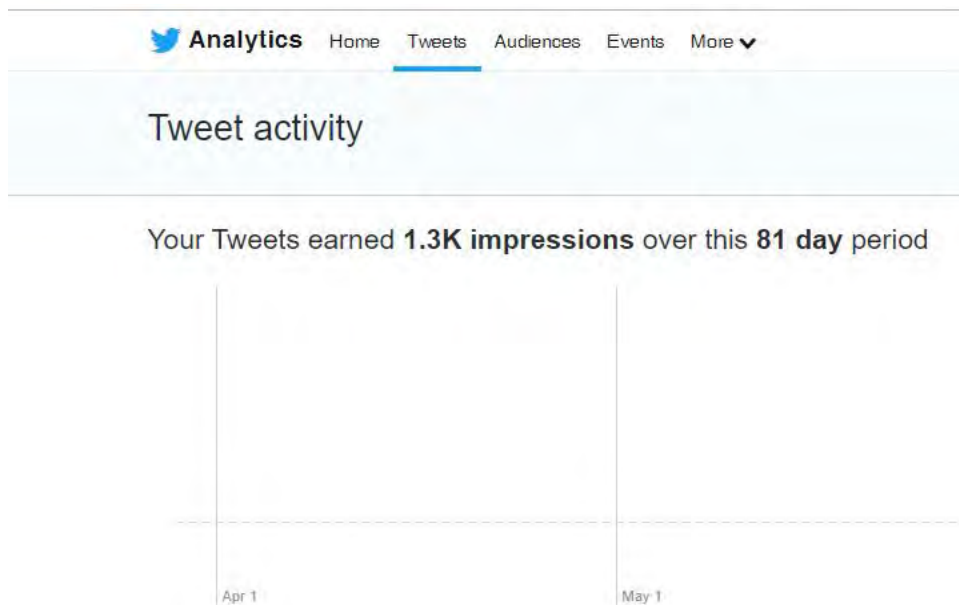 Analytics Home Tweets Audiences Events More
Tweet activity
Your Tweets earned 1.3K impressions over this 81 day period
Apr 1 May 1